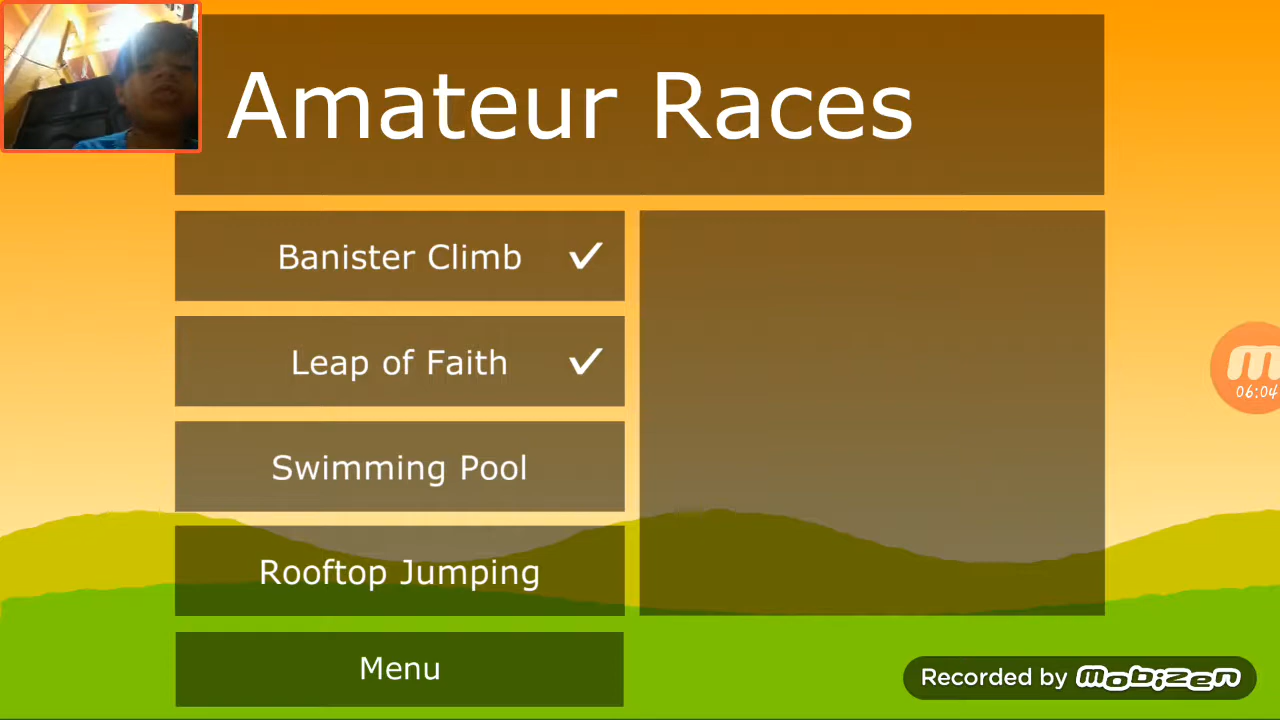 Amateur Races
Banister Climb ✓
Leap of Faith ✓
Swimming Pool
Rooftop Jumping
Menu
06:04
Recorded by mobizen